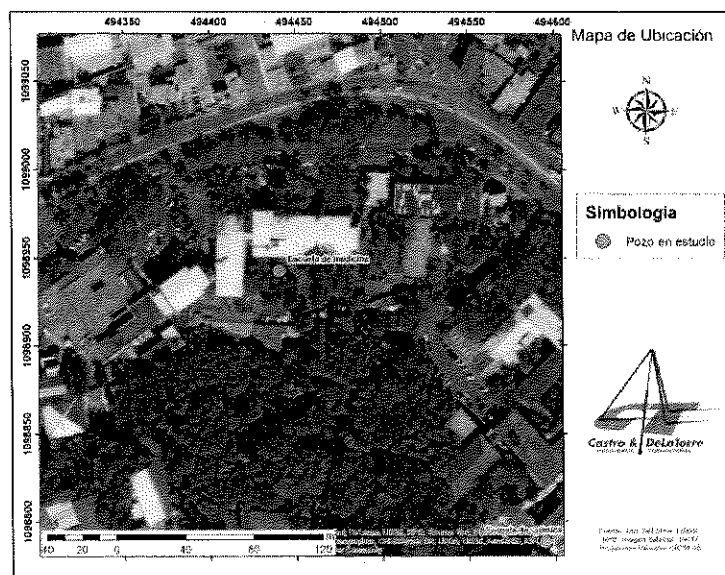 494350 494400 494450 494500 494550 494600
Mapa de Ubicación
N
W E
S
1099050
1099000
1098950
1098900
1098850
1098800
Escuela de medicina
Simbologia
Pozo en estudio
Castro & DeLaTorre
40 20 0 40 80 120